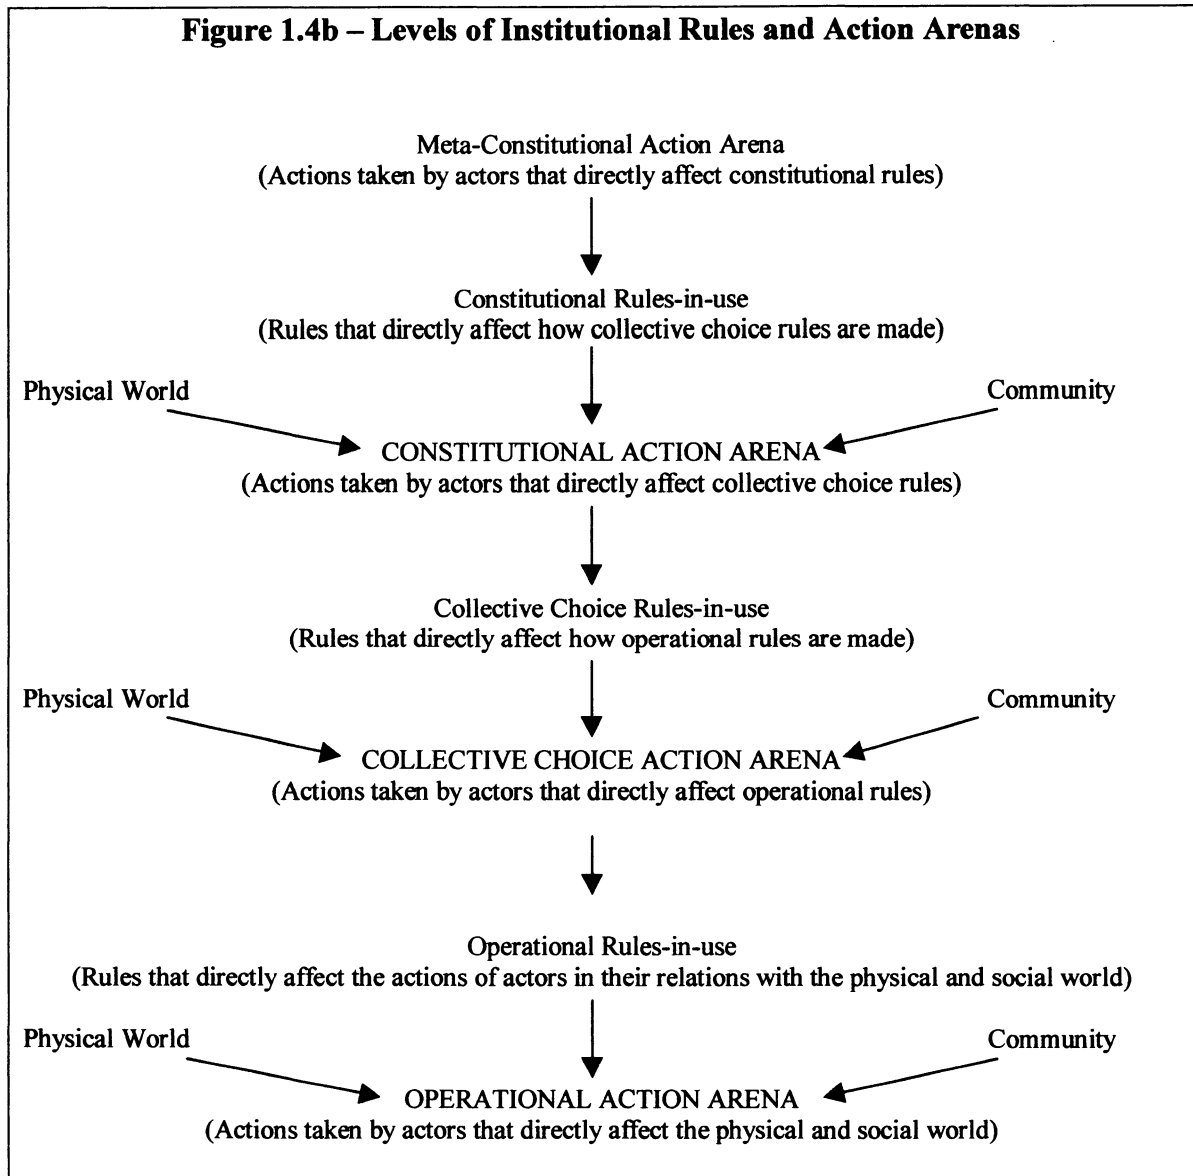 Figure 1.4b – Levels of Institutional Rules and Action Arenas
Meta-Constitutional Action Arena
(Actions taken by actors that directly affect constitutional rules)
Constitutional Rules-in-use
(Rules that directly affect how collective choice rules are made)
Physical World
Community
CONSTITUTIONAL ACTION ARENA
(Actions taken by actors that directly affect collective choice rules)
Collective Choice Rules-in-use
(Rules that directly affect how operational rules are made)
Physical World
Community
COLLECTIVE CHOICE ACTION ARENA
(Actions taken by actors that directly affect operational rules)
Operational Rules-in-use
(Rules that directly affect the actions of actors in their relations with the physical and social world)
Physical World
Community
OPERATIONAL ACTION ARENA
(Actions taken by actors that directly affect the physical and social world)